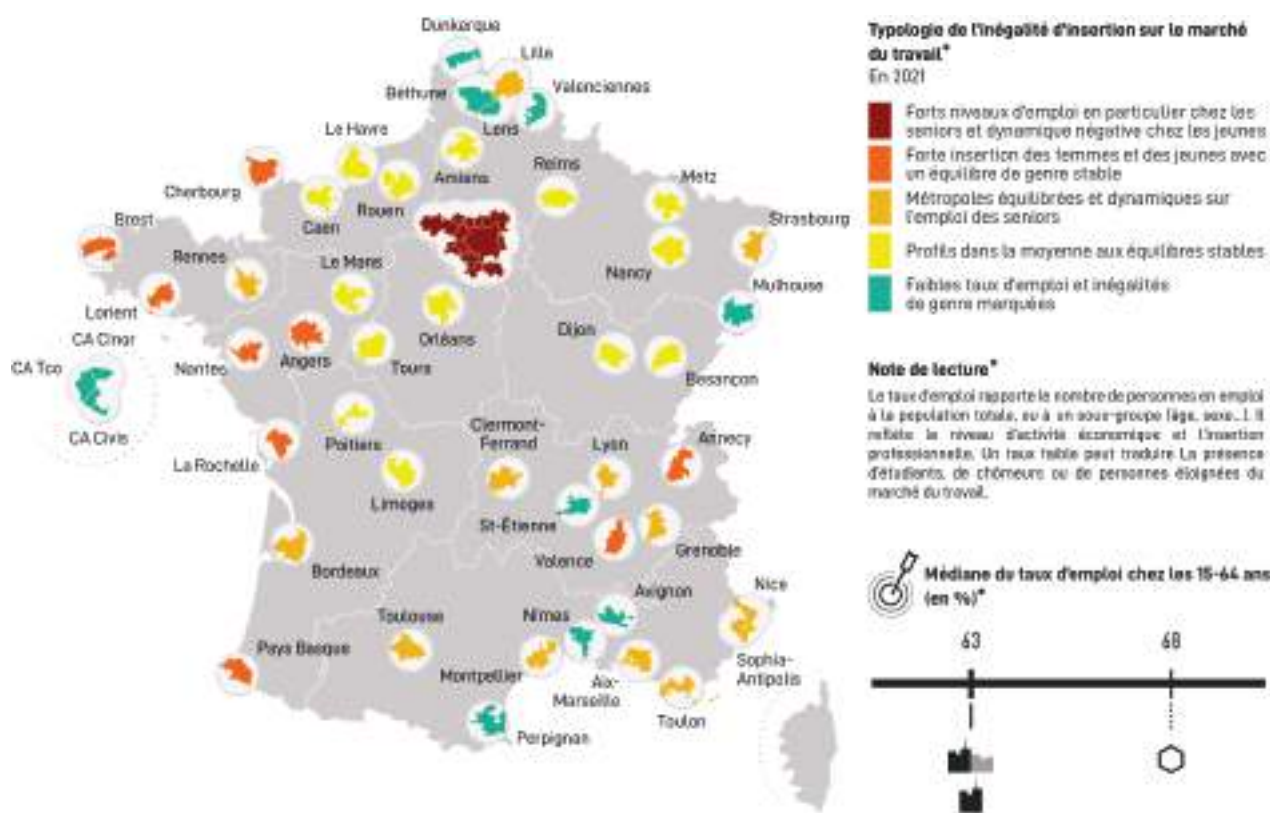 Dunkerque
Lille
Béthune
Valenciennes
Lens
Le Havre
Amiens
Reims
Metz
Cherbourg
Rouen
Caen
Strasbourg
Brest
Rennes
Le Mans
Nancy
Mulhouse
Lorient
Orléans
Dijon
CA Cinor
CA Tco
Nantes
Angers
Tours
Besançon
CA Civis
Poitiers
Clermont-
Ferrand
Lyon
Annecy
La Rochelle
Limoges
St-Étienne
Valence
Grenoble
Bordeaux
Avignon
Nice
Toulouse
Nîmes
Pays Basque
Montpellier
Aix-
Marseille
Sophia-
Antipolis
Toulon
Perpignan
Typologie de l'inégalité d'insertion sur le marché
du travail*
En 2021
Forts niveaux d'emploi en particulier chez les
seniors et dynamique négative chez les jeunes
Forte insertion des femmes et des jeunes avec
un équilibre de genre stable
Métropoles équilibrées et dynamiques sur
l'emploi des seniors
Profils dans la moyenne aux équilibres stables
Faibles taux d'emploi et inégalités
de genre marquées
Note de lecture*
Le taux d'emploi rapporte le nombre de personnes en emploi
à la population totale, ou à un sous-groupe (âge, sexe...). Il
reflète le niveau d'activité économique et l'insertion
professionnelle. Un taux faible peut traduire La présence
d'étudiants, de chômeurs ou de personnes éloignées du
marché du travail.
Médiane du taux d'emploi chez les 15-64 ans
(en %)*
63
68